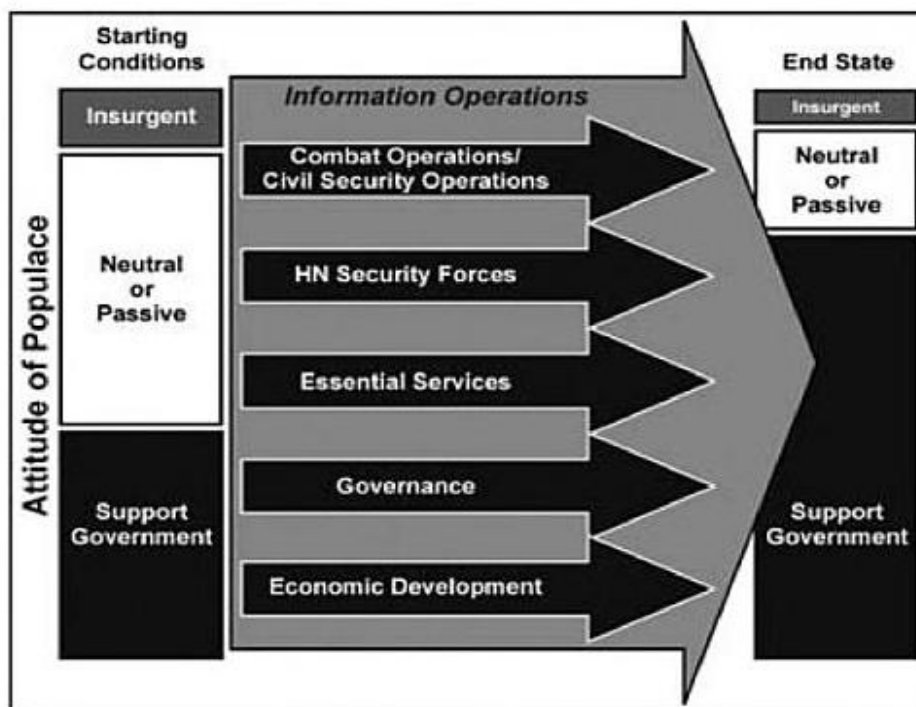 Attitude of Populace
Starting
Conditions
Insurgent
Neutral
or
Passive
Support
Government
Information Operations
Combat Operations/
Civil Security Operations
HN Security Forces
Essential Services
Governance
Economic Development
End State
Insurgent
Neutral
or
Passive
Support
Government